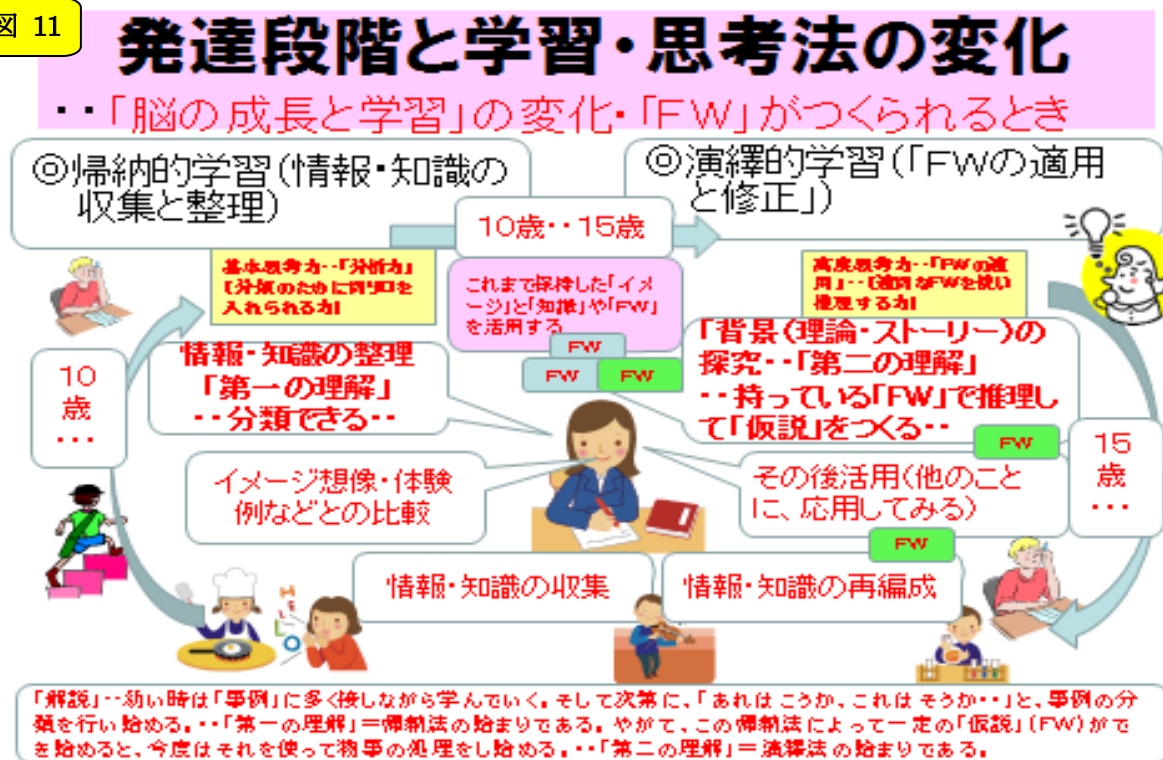 図 11
発達段階と学習・思考法の変化
・・「脳の成長と学習」の変化・「FW」がつくられるとき
◎帰納的学習(情報・知識の
収集と整理)
◎演繹的学習(「FWの適用
と修正」)
10歳・・15歳
基本思考力・・「分析力」
【分類のために切り口を
入れられる力】
これまで保持した「イメ
ージ」と「知識」や「FW」
を活用する
高度思考力・・「FWの適
用」・・【適切なFWを使い
推理する力】
FW
FW
FW
10
歳
・・・
情報・知識の整理
「第一の理解」
・・分類できる・・
「背景(理論・ストーリー)の
探究・・「第二の理解」
・・持っている「FW」で推理し
て「仮説」をつくる・・
FW
15
歳
・・・
イメージ想像・体験
例などとの比較
その後活用(他のこと
に、応用してみる)
FW
情報・知識の収集
情報・知識の再編成
HELLO
「解説」・・幼い時は「事例」に多く接しながら学んでいく。そして次第に、「あれは こうか、これは そうか・・」と、事例の分
類を行い始める。・・「第一の理解」=帰納法の始まりである。やがて、この帰納法によって一定の「仮説」(FW)がで
き始めると、今度はそれを使って物事の処理をし始める。・・「第二の理解」=演繹法の始まりである。